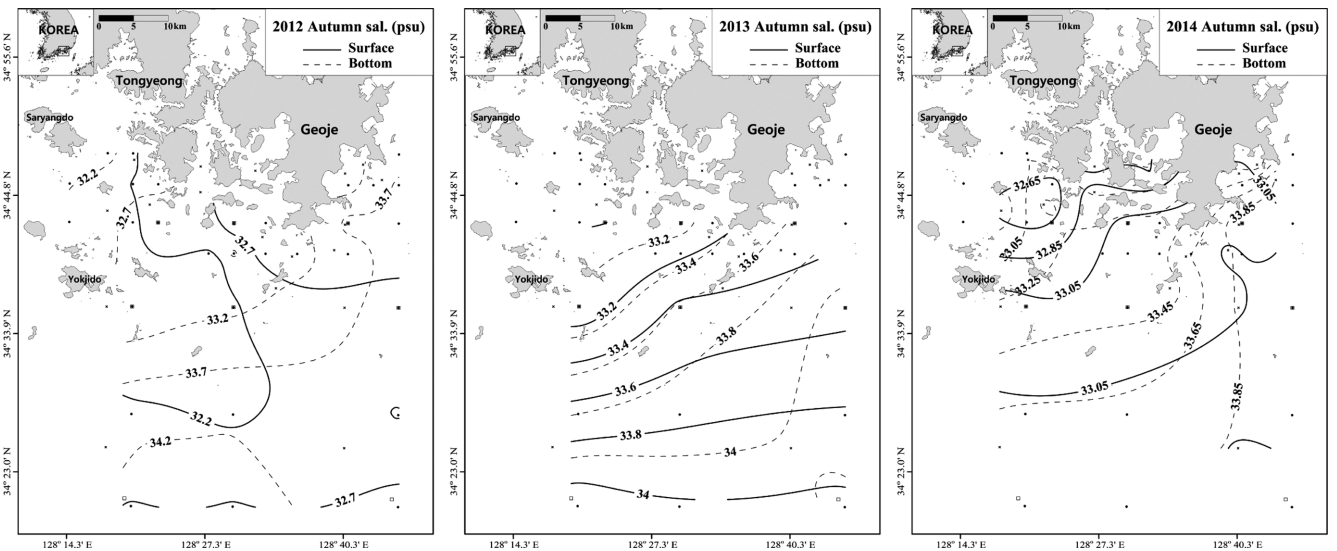 KOREA
10km
0
2012 Autumn sal. (psu)
Surface
Bottom
Tongyeong
Saryangdo
Geoje
Yokjido
32.2
32.7
33.7
32.7
33.2
33.7
32.2
34.2
32.7
34° 55.6' N
34° 44.8' N
34° 33.9' N
34° 23.0' N
128° 14.3' E
128° 27.3' E
128° 40.3' E
KOREA
0
10km
2013 Autumn sal. (psu)
Surface
Bottom
Tongyeong
Saryangdo
Geoje
Yokjido
33.2
33.4
33.6
33.2
33.4
33.8
33.6
33.8
34
34
34° 55.6' N
34° 44.8' N
34° 33.9' N
34° 23.0' N
128° 14.3' E
128° 27.3' E
128° 40.3' E
KOREA
0
10km
2014 Autumn sal. (psu)
Surface
Bottom
Tongyeong
Saryangdo
Geoje
Yokjido
32.65
33.05
33.85
33.05
32.85
33.25
33.05
33.45
33.65
33.05
33.85
34° 55.6' N
34° 44.8' N
34° 33.9' N
34° 23.0' N
128° 14.3' E
128° 27.3' E
128° 40.3' E